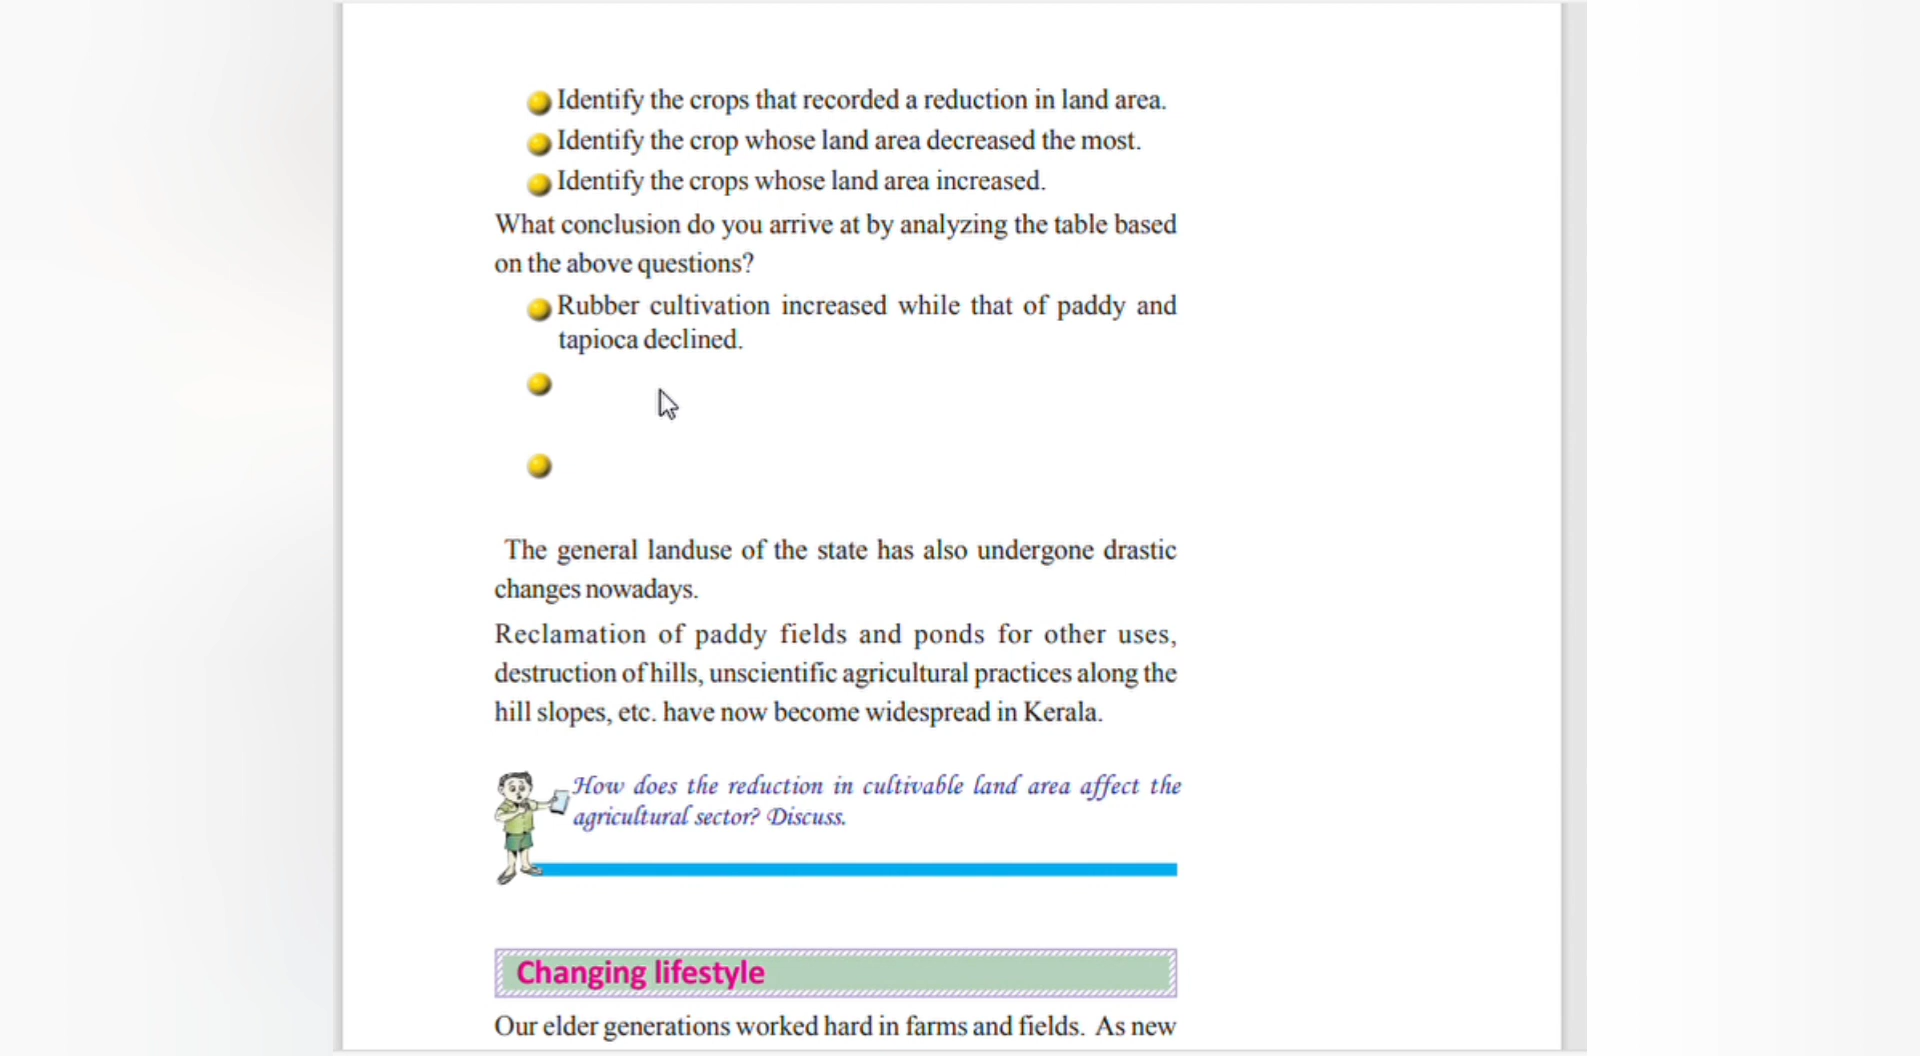 Identify the crops that recorded a reduction in land area.
Identify the crop whose land area decreased the most.
Identify the crops whose land area increased.
What conclusion do you arrive at by analyzing the table based
on the above questions?
Rubber cultivation increased while that of paddy and
tapioca declined.
The general landuse of the state has also undergone drastic
changes nowadays.
Reclamation of paddy fields and ponds for other uses,
destruction of hills, unscientific agricultural practices along the
hill slopes, etc. have now become widespread in Kerala.
How does the reduction in cultivable land area affect the
agricultural sector? Discuss.
Changing lifestyle
Our elder generations worked hard in farms and fields. As new